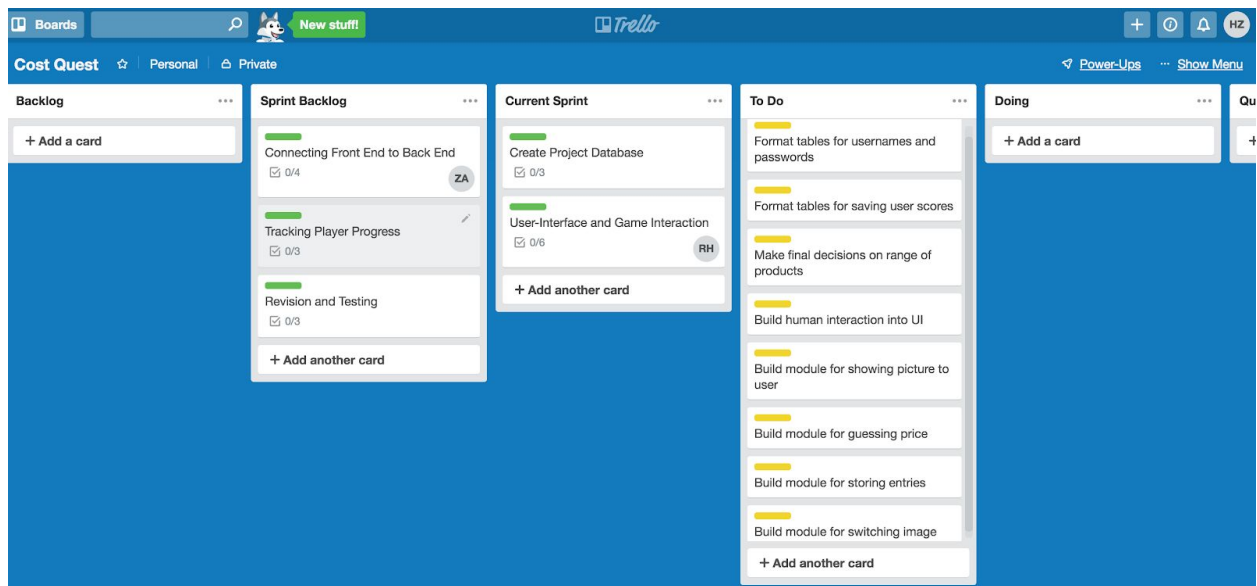 Boards
New stuff!
Trello
HZ
Cost Quest
Personal
Private
Power-Ups
Show Menu
Backlog
+ Add a card
Sprint Backlog
Connecting Front End to Back End
0/4
ZA
Tracking Player Progress
0/3
Revision and Testing
0/3
+ Add another card
Current Sprint
Create Project Database
0/3
User-Interface and Game Interaction
0/6
RH
+ Add another card
To Do
Format tables for usernames and
passwords
Format tables for saving user scores
Make final decisions on range of
products
Build human interaction into UI
Build module for showing picture to
user
Build module for guessing price
Build module for storing entries
Build module for switching image
+ Add another card
Doing
+ Add a card
Qu
+